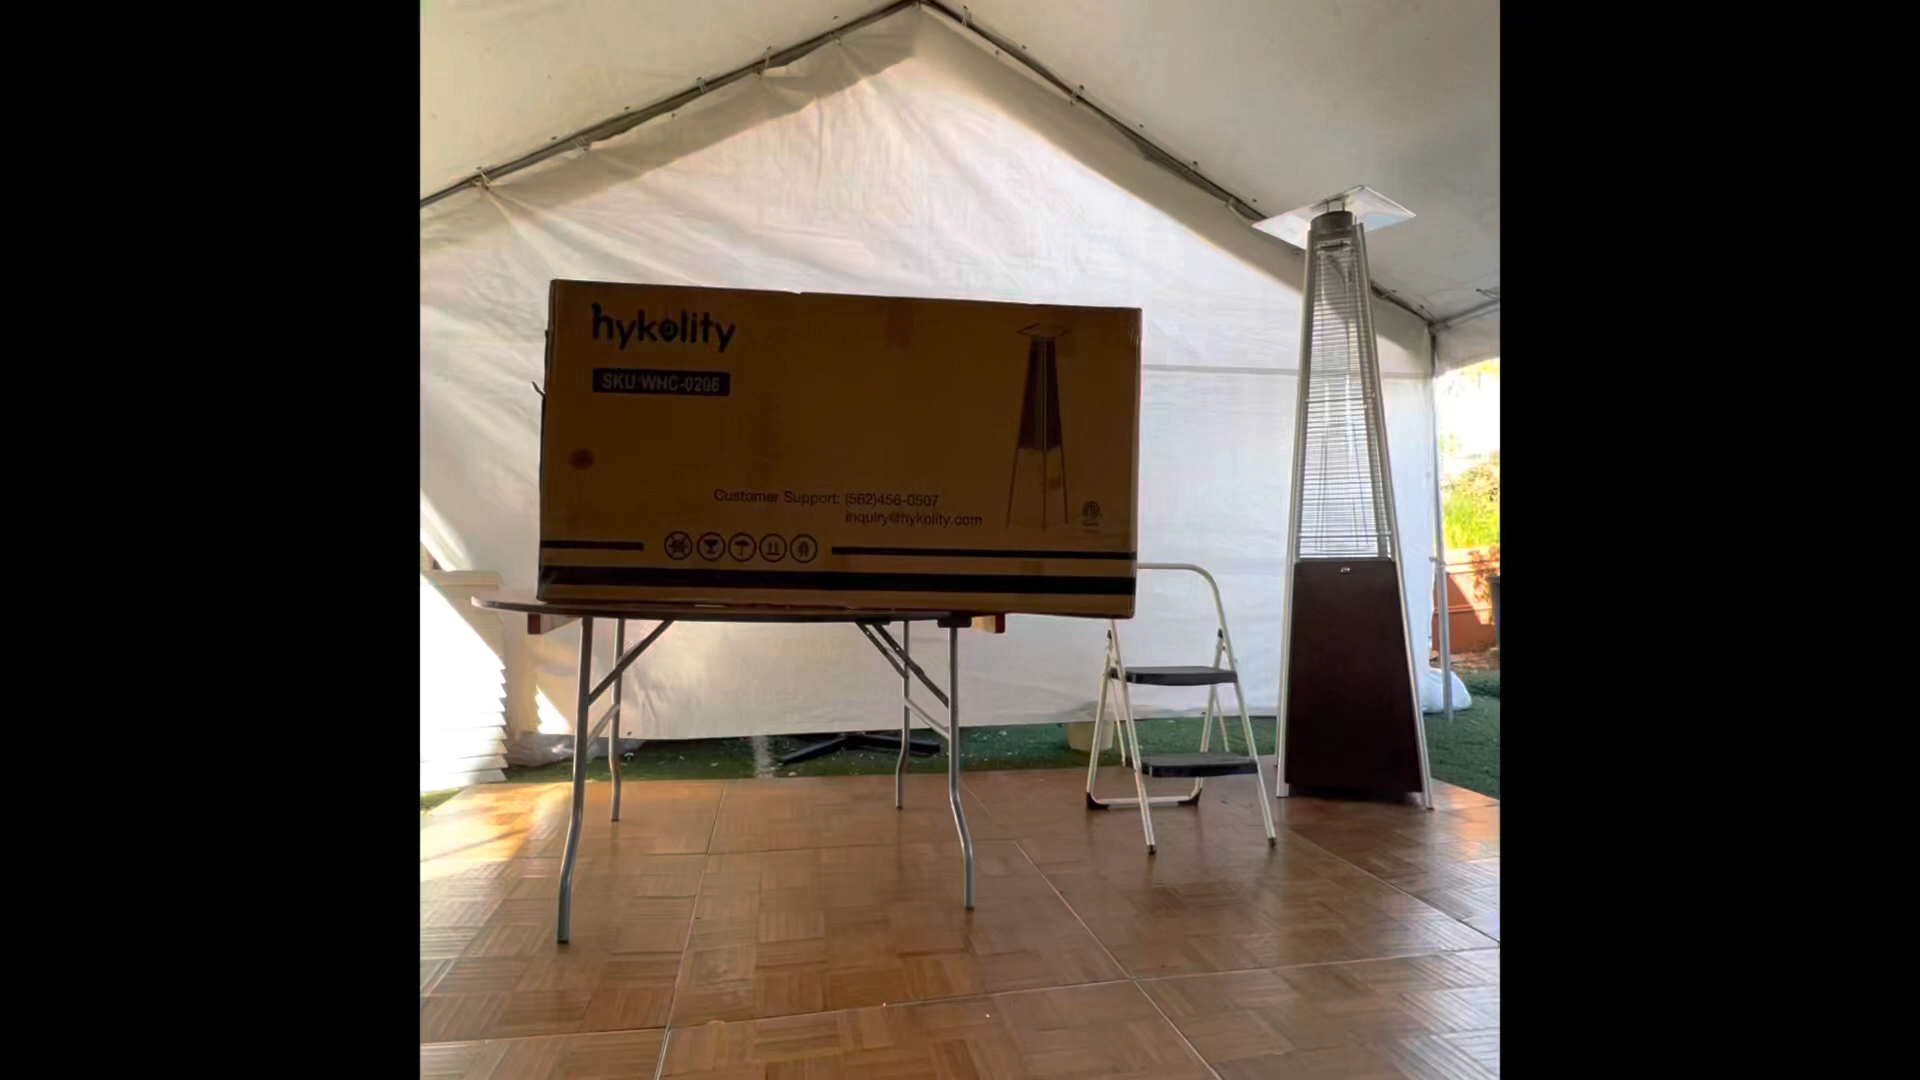 hykolity
SKU:WHC-0206
Customer Support: (562)456-0507
inquiry@hykolity.com